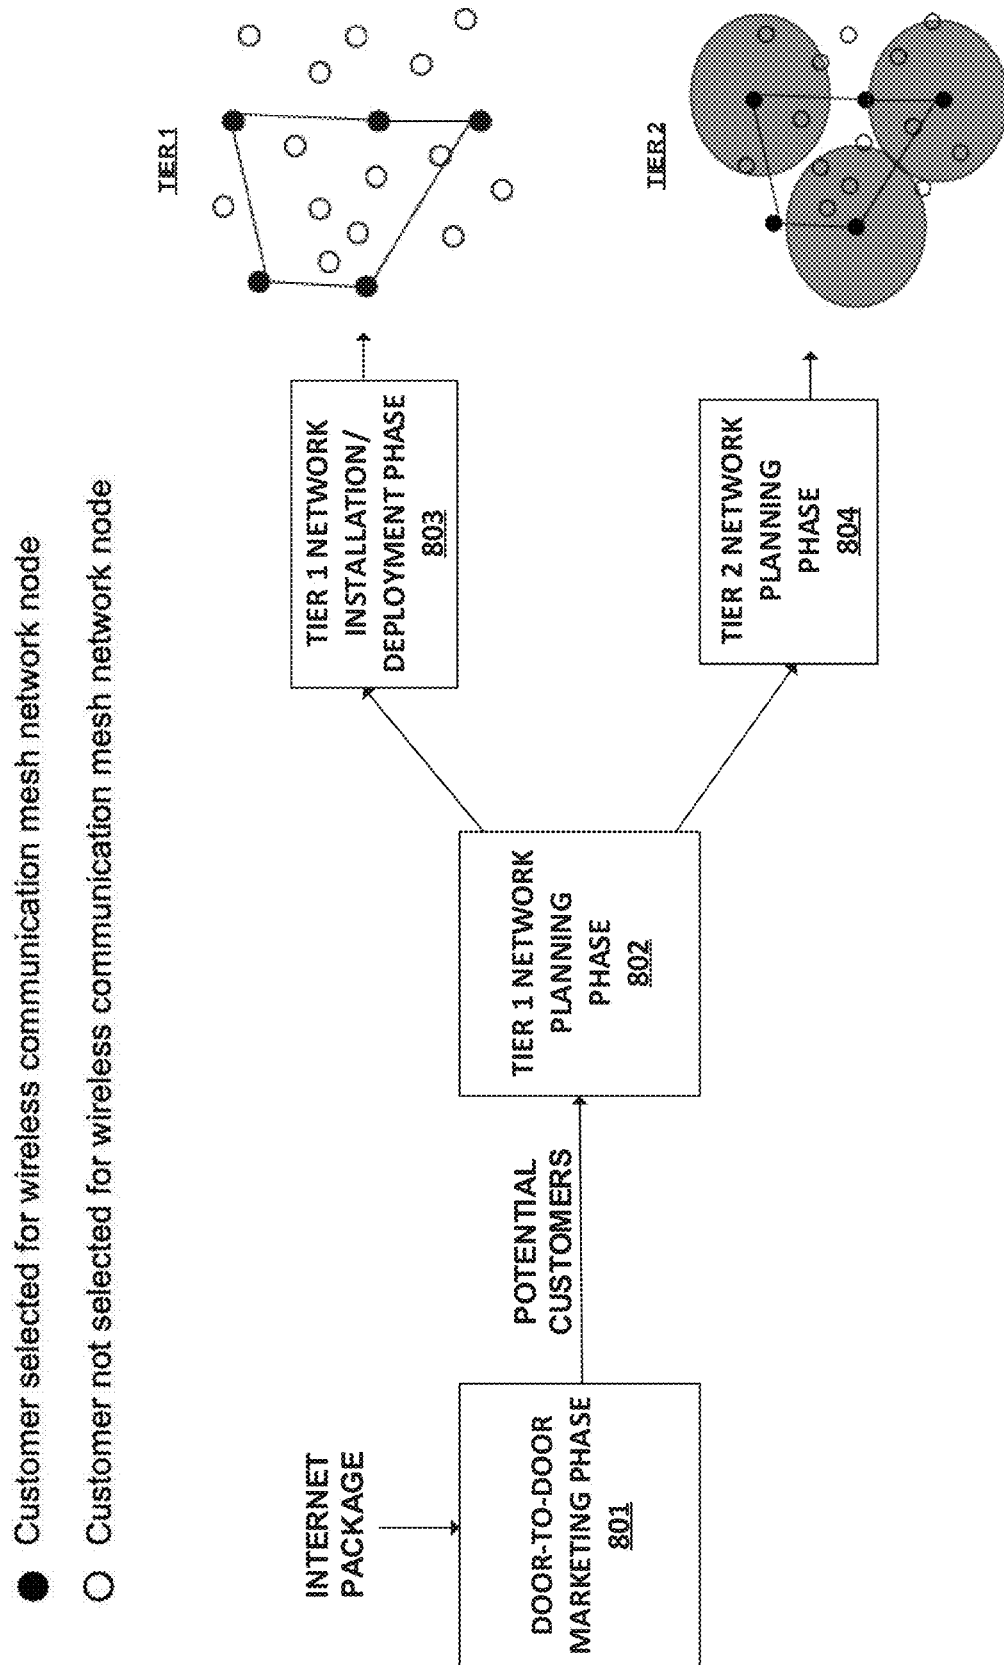 Customer selected for wireless communication mesh network node
Customer not selected for wireless communication mesh network node
INTERNET
PACKAGE
DOOR-TO-DOOR
MARKETING PHASE
801
POTENTIAL
CUSTOMERS
TIER 1 NETWORK
PLANNING
PHASE
802
TIER 1 NETWORK
INSTALLATION/
DEPLOYMENT PHASE
803
TIER 1
TIER 2 NETWORK
PLANNING
PHASE
804
TIER 2